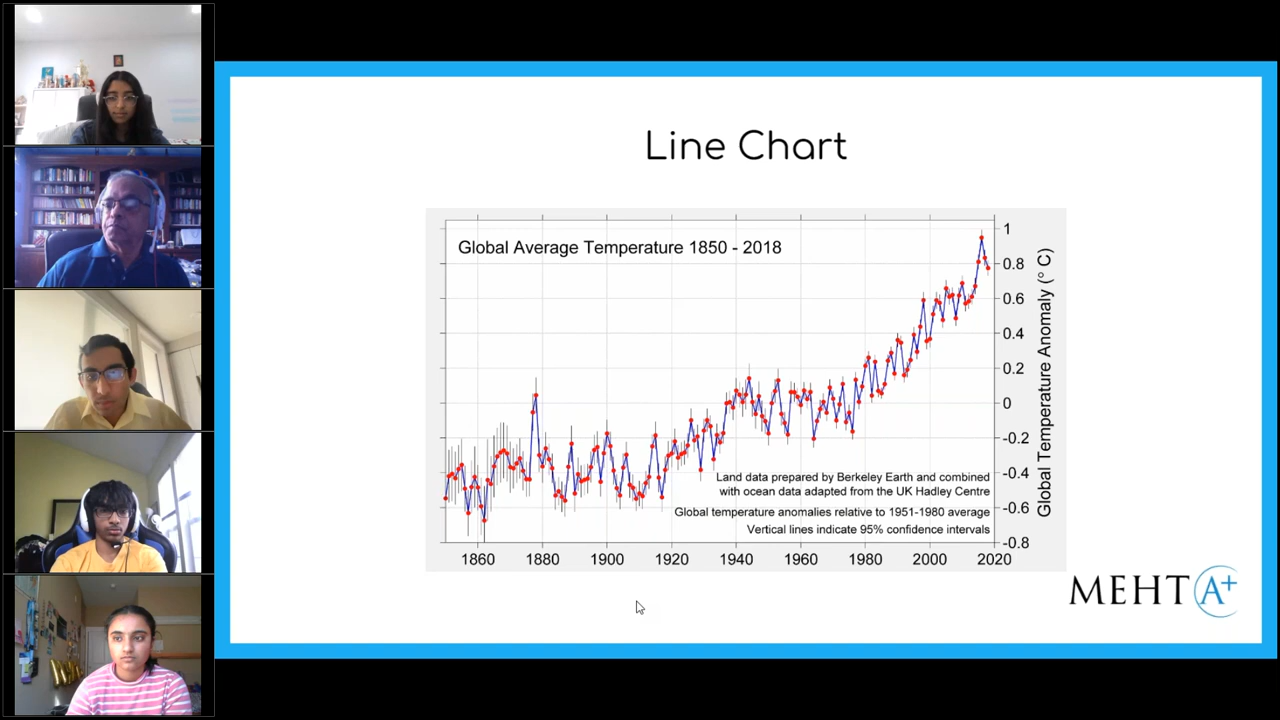 Line Chart
Global Average Temperature 1850 - 2018
1
0.8
0.6
0.4
0.2
0
-0.2
-0.4
-0.6
-0.8
Global Temperature Anomaly (° C)
Land data prepared by Berkeley Earth and combined
with ocean data adapted from the UK Hadley Centre
Global temperature anomalies relative to 1951-1980 average
Vertical lines indicate 95% confidence intervals
1860 1880 1900 1920 1940 1960 1980 2000 2020
MEHTA+